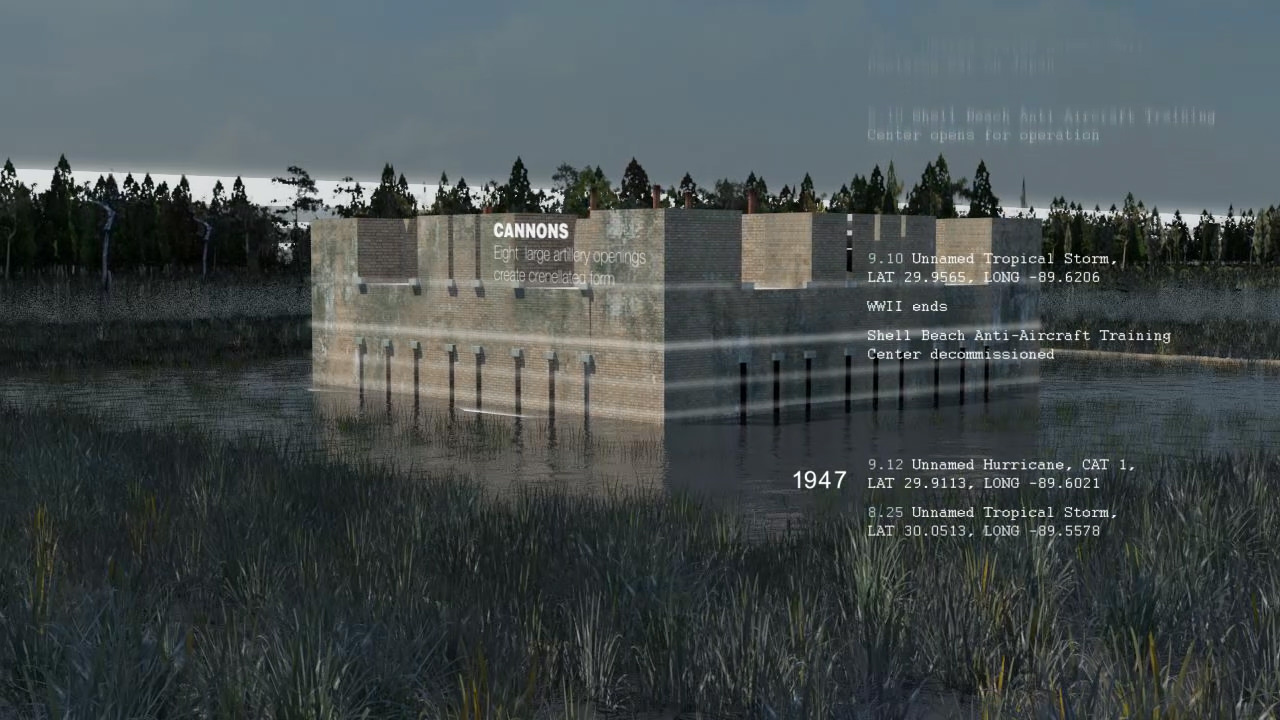 CANNONS
Eight large artillery openings
create crenellated form
Shell Beach Anti Aircraft Training
Center opens for operation
9.10 Unnamed Tropical Storm,
LAT 29.9565, LONG -89.6206
WWII ends
Shell Beach Anti-Aircraft Training
Center decommissioned
1947
9.12 Unnamed Hurricane, CAT 1,
LAT 29.9113, LONG -89.6021
8.25 Unnamed Tropical Storm,
LAT 30.0513, LONG -89.5578